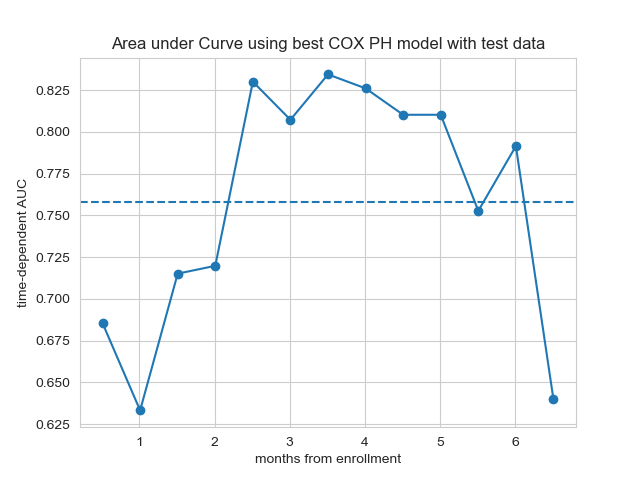 Area under Curve using best COX PH model with test data
0.825
0.800
0.775
0.750
0.725
0.700
0.675
0.650
0.625
time-dependent AUC
1 2 3 4 5 6
months from enrollment